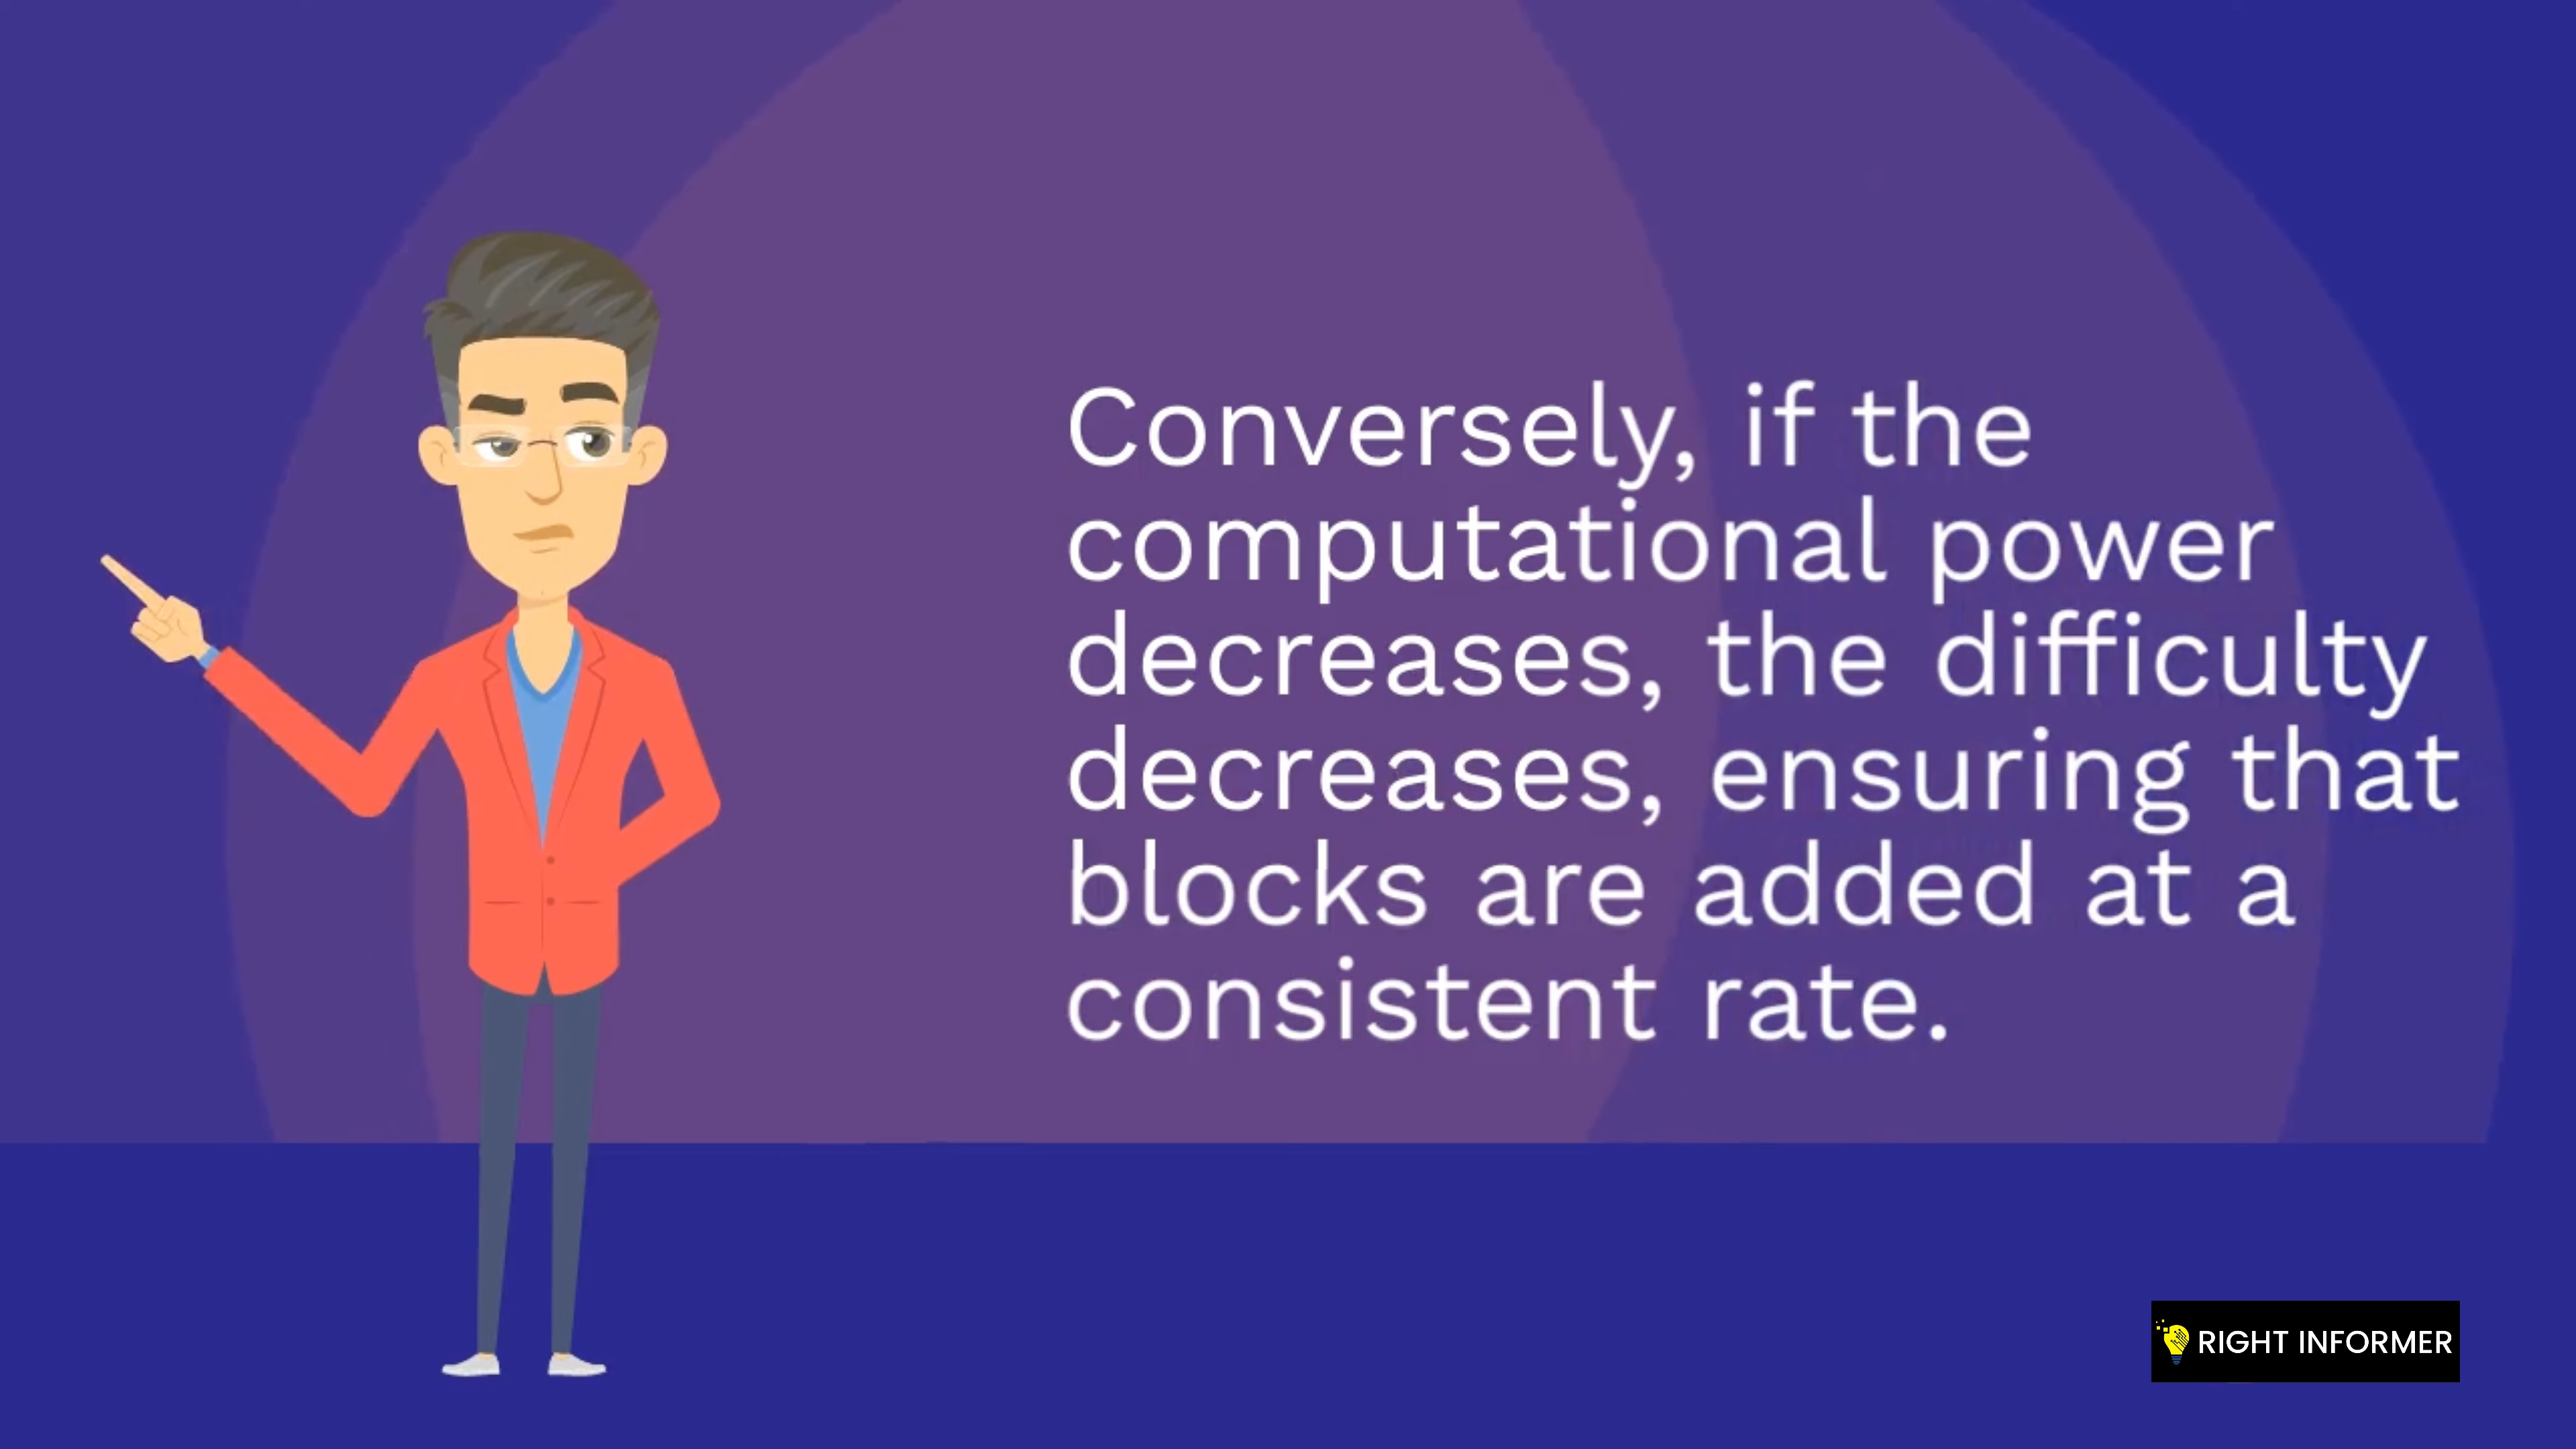 Conversely, if the
computational power
decreases, the difficulty
decreases, ensuring that
blocks are added at a
consistent rate.
RIGHT INFORMER